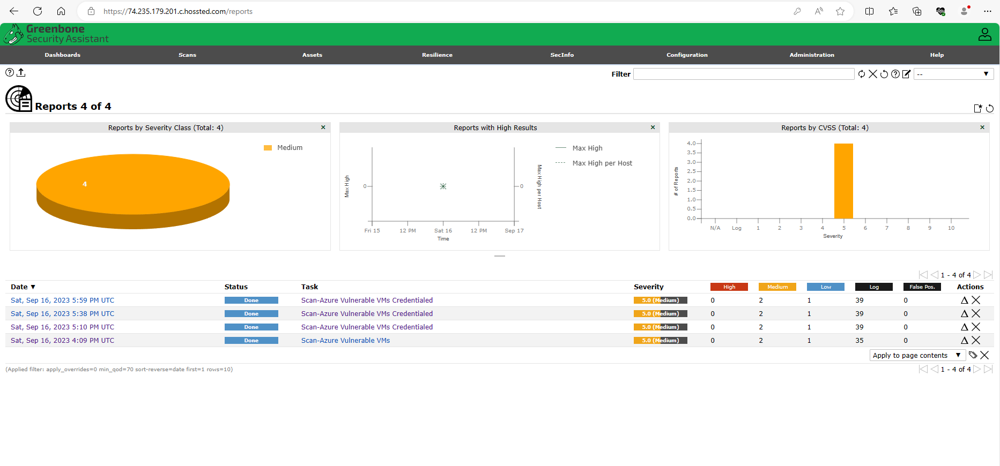 https://74.235.179.201.c.hossted.com/reports
Greenbone
Security Assistant
Dashboards Scans Assets Resilience SecInfo Configuration Administration Help
Filter --
Reports 4 of 4
Reports by Severity Class (Total: 4)
Medium
4
Reports with High Results
Max High
Max High per Host
Max High
0
0
Max High per Host
Fri 15 12 PM Sat 16 12 PM Sep 17
Time
Reports by CVSS (Total: 4)
# of Reports
4.0
3.5
3.0
2.5
2.0
1.5
1.0
0.5
0.0
N/A Log 1 2 3 4 5 6 7 8 9 10
Severity
1 - 4 of 4
Date ▼ Status Task Severity High Medium Low Log False Pos. Actions
Sat, Sep 16, 2023 5:59 PM UTC Done Scan-Azure Vulnerable VMs Credentialed 5.0 (Medium) 0 2 1 39 0
Sat, Sep 16, 2023 5:38 PM UTC Done Scan-Azure Vulnerable VMs Credentialed 5.0 (Medium) 0 2 1 39 0
Sat, Sep 16, 2023 5:10 PM UTC Done Scan-Azure Vulnerable VMs Credentialed 5.0 (Medium) 0 2 1 39 0
Sat, Sep 16, 2023 4:09 PM UTC Done Scan-Azure Vulnerable VMs 5.0 (Medium) 0 2 1 35 0
Apply to page contents ▼
(Applied filter: apply_overrides=0 min_qod=70 sort-reverse=date first=1 rows=10)
1 - 4 of 4